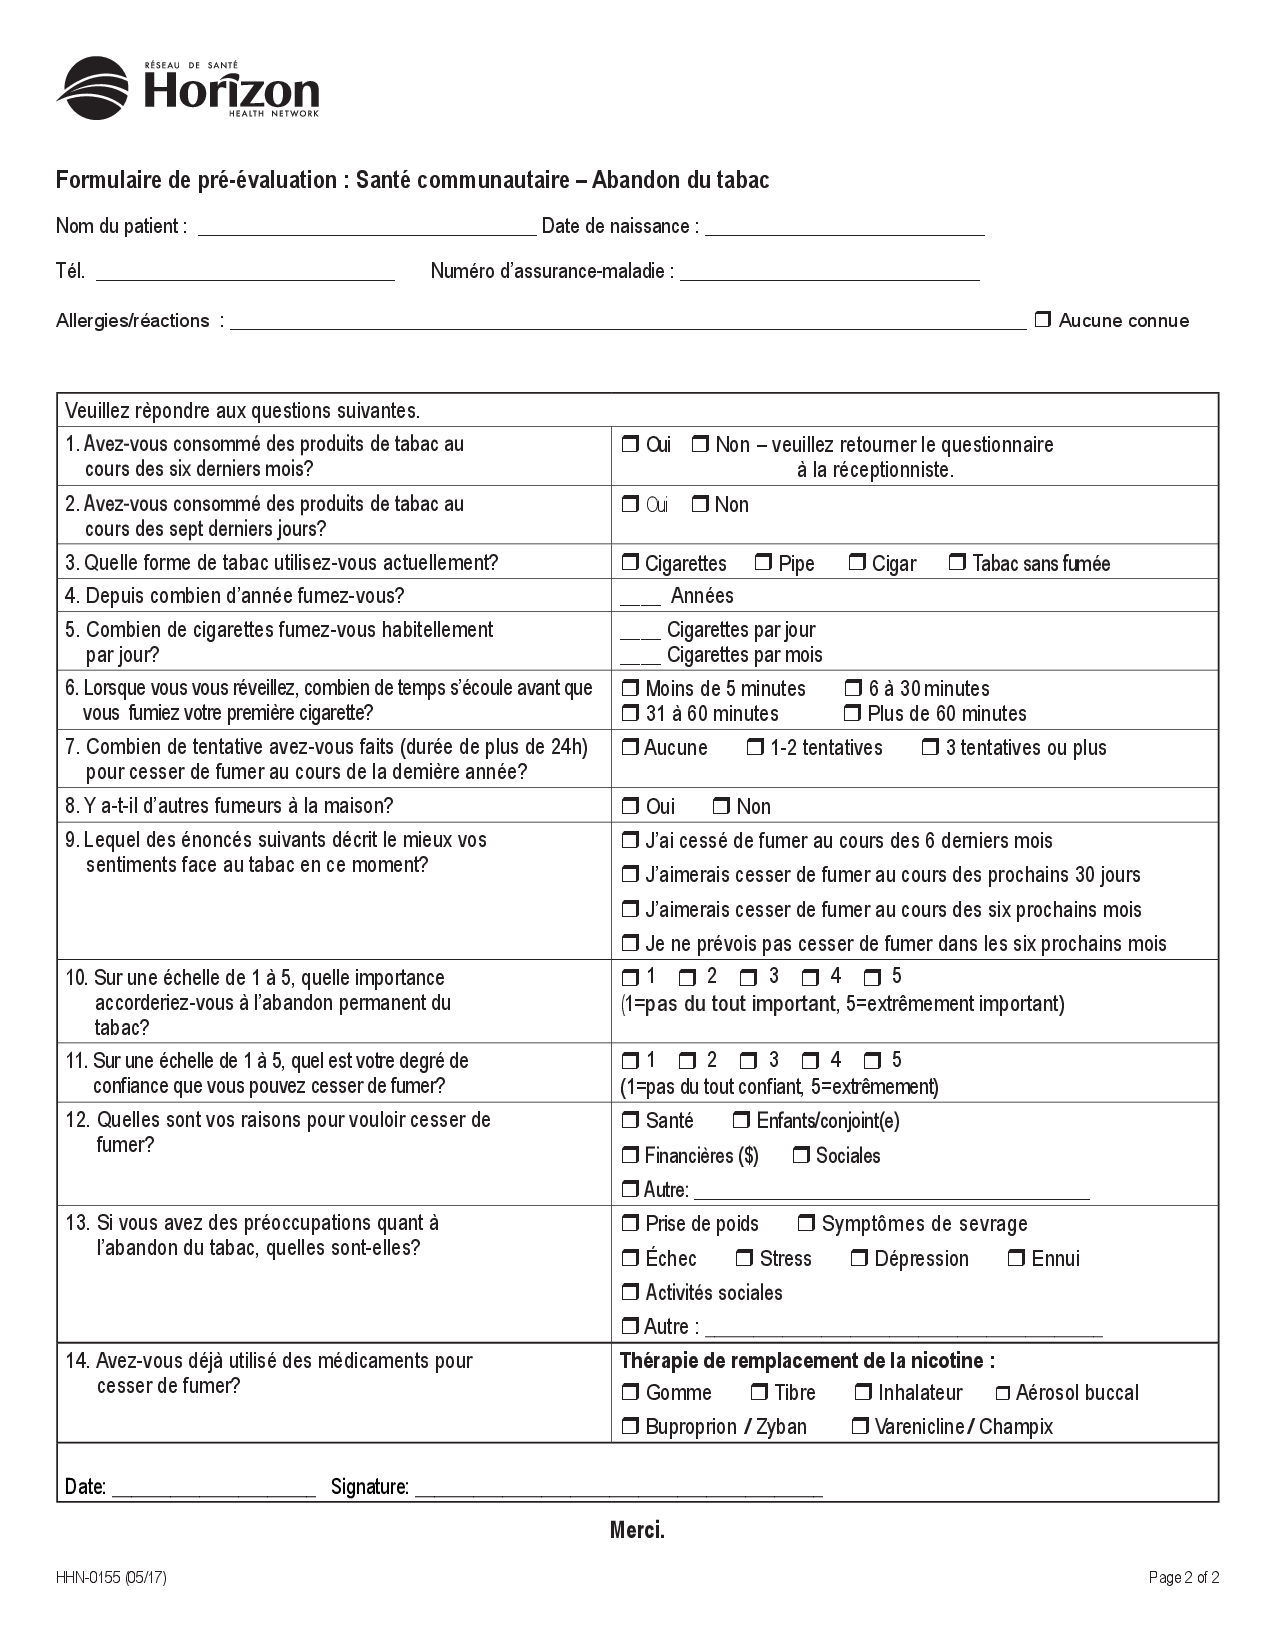 RÉSEAU DE SANTÉ
Horizon
HEALTH NETWORK
Formulaire de pré-évaluation : Santé communautaire – Abandon du tabac
Nom du patient : ________________ Date de naissance : ________________
Tél. ________________ Numéro d'assurance-maladie : ________________
Allergies/réactions : ________________ ❒ Aucune connue
Veuillez rèpondre aux questions suivantes.
1. Avez-vous consommé des produits de tabac au
cours des six derniers mois?
❒ Oui ❒ Non – veuillez retourner le questionnaire
à la réceptionniste.
2. Avez-vous consommé des produits de tabac au
cours des sept derniers jours?
❒ Oui ❒ Non
3. Quelle forme de tabac utilisez-vous actuellement?
❒ Cigarettes ❒ Pipe ❒ Cigar ❒ Tabac sans fumée
4. Depuis combien d'année fumez-vous?
____ Années
5. Combien de cigarettes fumez-vous habitellement
par jour?
____ Cigarettes par jour
____ Cigarettes par mois
6. Lorsque vous vous réveillez, combien de temps s'écoule avant que
vous fumiez votre première cigarette?
❒ Moins de 5 minutes ❒ 6 à 30 minutes
❒ 31 à 60 minutes ❒ Plus de 60 minutes
7. Combien de tentative avez-vous faits (durée de plus de 24h)
pour cesser de fumer au cours de la demière année?
❒ Aucune ❒ 1-2 tentatives ❒ 3 tentatives ou plus
8. Y a-t-il d'autres fumeurs à la maison?
❒ Oui ❒ Non
9. Lequel des énoncés suivants décrit le mieux vos
sentiments face au tabac en ce moment?
❒ J'ai cessé de fumer au cours des 6 derniers mois
❒ J'aimerais cesser de fumer au cours des prochains 30 jours
❒ J'aimerais cesser de fumer au cours des six prochains mois
❒ Je ne prévois pas cesser de fumer dans les six prochains mois
10. Sur une échelle de 1 à 5, quelle importance
accorderiez-vous à l'abandon permanent du
tabac?
❒ 1 ❒ 2 ❒ 3 ❒ 4 ❒ 5
(1=pas du tout important, 5=extrêmement important)
11. Sur une échelle de 1 à 5, quel est votre degré de
confiance que vous pouvez cesser de fumer?
❒ 1 ❒ 2 ❒ 3 ❒ 4 ❒ 5
(1=pas du tout confiant, 5=extrêmement)
12. Quelles sont vos raisons pour vouloir cesser de
fumer?
❒ Santé ❒ Enfants/conjoint(e)
❒ Financières ($) ❒ Sociales
❒ Autre: ________________
13. Si vous avez des préoccupations quant à
l'abandon du tabac, quelles sont-elles?
❒ Prise de poids ❒ Symptômes de sevrage
❒ Échec ❒ Stress ❒ Dépression ❒ Ennui
❒ Activités sociales
❒ Autre : ________________
14. Avez-vous déjà utilisé des médicaments pour
cesser de fumer?
Thérapie de remplacement de la nicotine :
❒ Gomme ❒ Tibre ❒ Inhalateur ❒ Aérosol buccal
❒ Buproprion / Zyban ❒ Varenicline / Champix
Date: ________________ Signature: ________________
Merci.
HHN-0155 (05/17)
Page 2 of 2